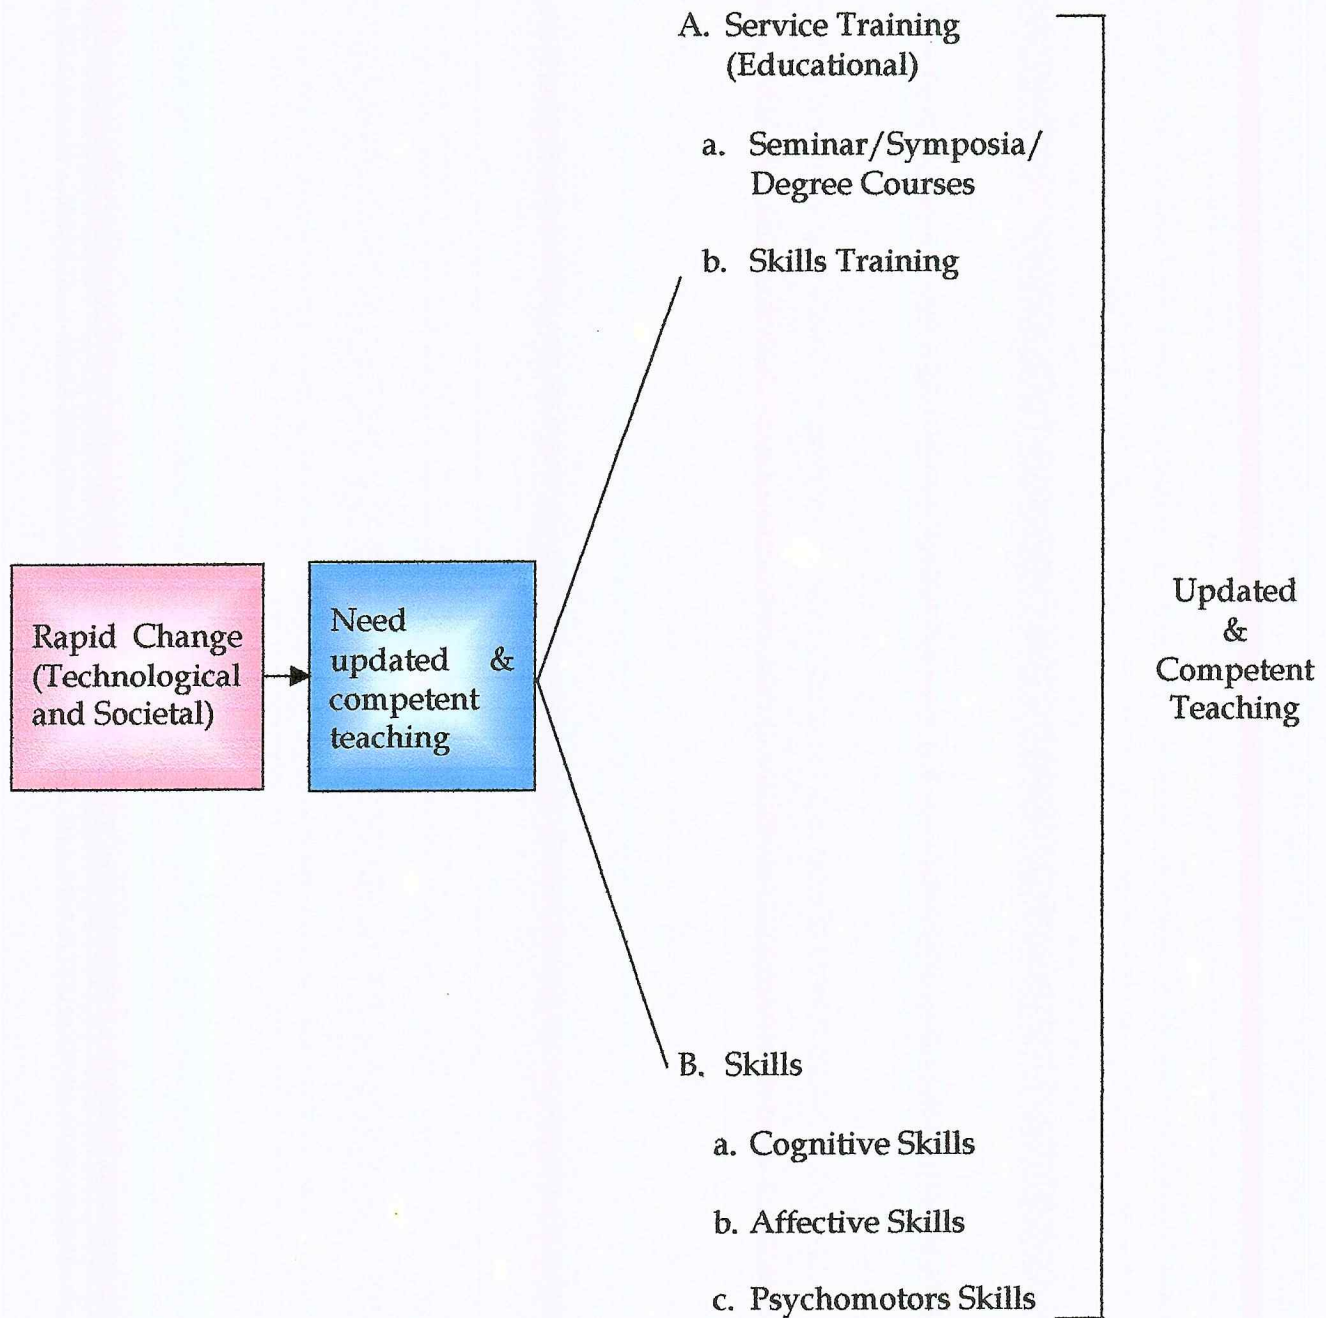 A. Service Training
(Educational)
a. Seminar/Symposia/
Degree Courses
b. Skills Training
Rapid Change
(Technological
and Societal)
Need
updated &
competent
teaching
Updated
&
Competent
Teaching
B. Skills
a. Cognitive Skills
b. Affective Skills
c. Psychomotors Skills